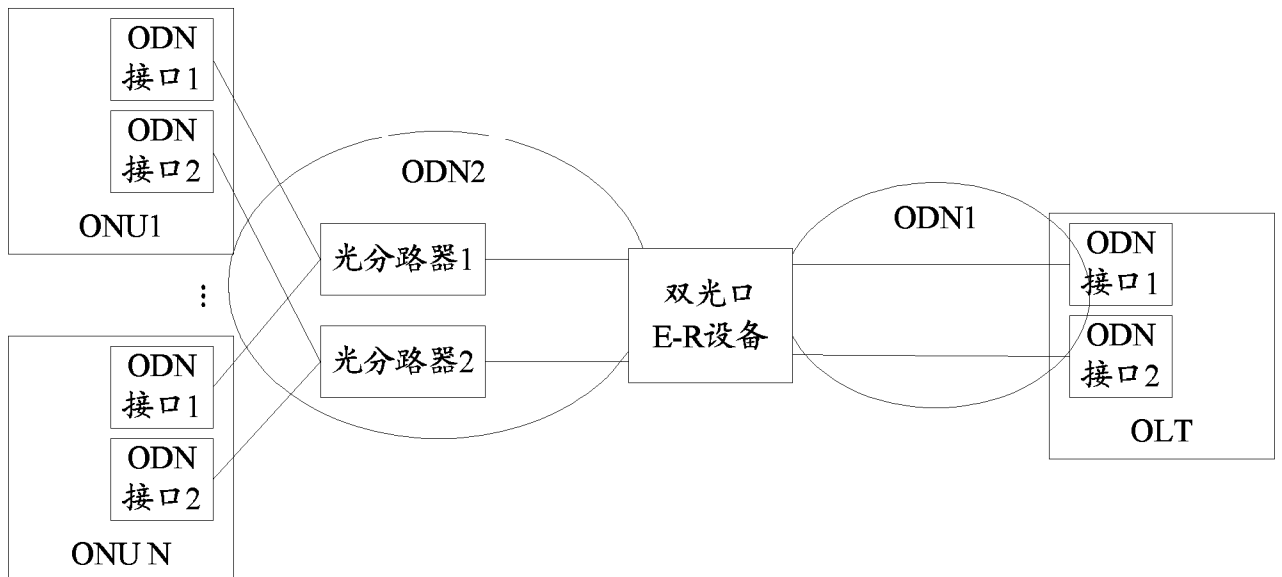 ODN
接口1
ODN
接口2
ONU1
...
ODN
接口1
ODN
接口2
ONU N
ODN2
光分路器1
光分路器2
双光口
E-R设备
ODN1
ODN
接口1
ODN
接口2
OLT